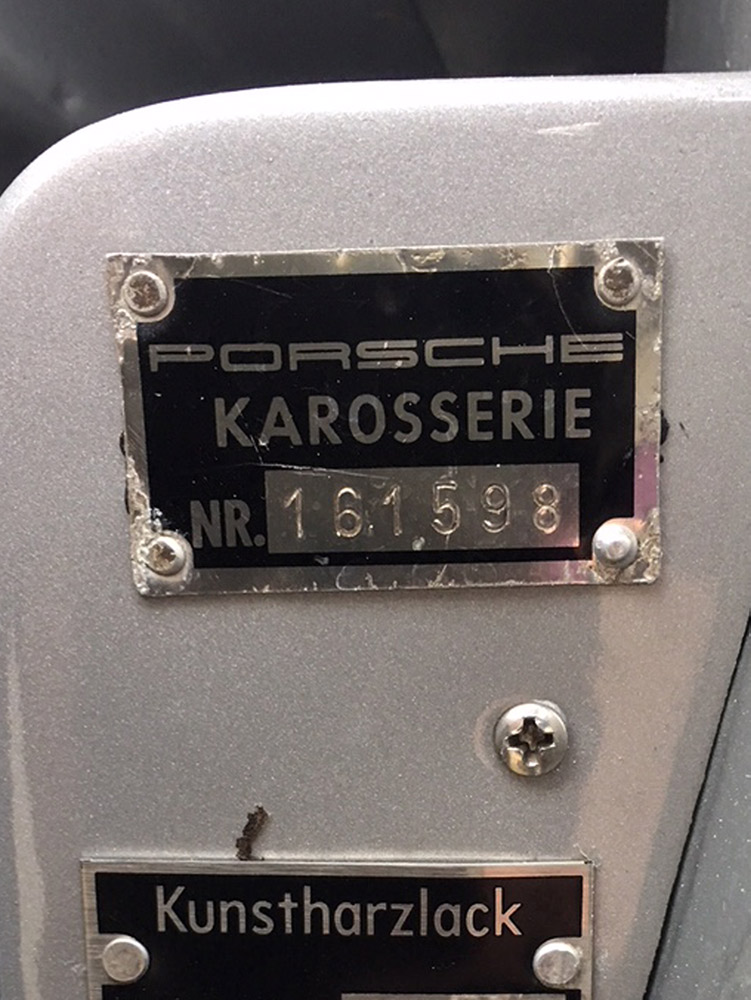 PORSCHE
KAROSSERIE
NR. 161598
Kunstharzlack